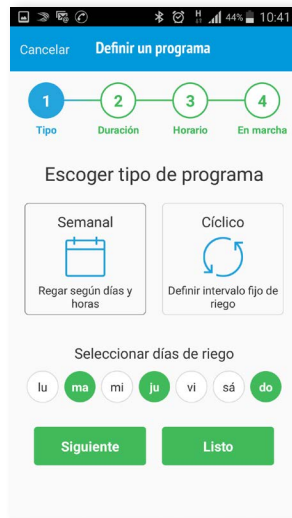 44% 10:41
Cancelar Definir un programa
1 2 3 4
Tipo Duración Horario En marcha
Escoger tipo de programa
Semanal Cíclico
Regar según días y horas
Definir intervalo fijo de riego
Seleccionar días de riego
lu ma mi ju vi sá do
Siguiente Listo